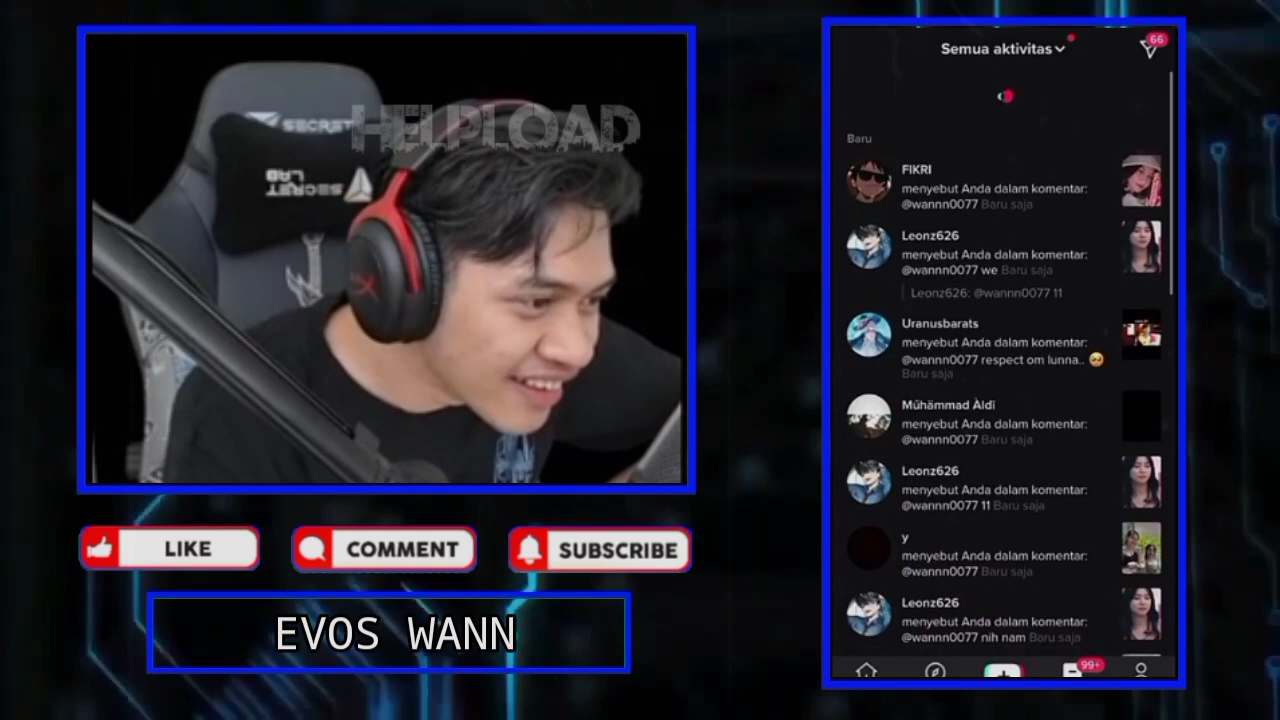 HELPLOAD
SECRET
SECRET
LAB
LIKE
COMMENT
SUBSCRIBE
EVOS WANN
Semua aktivitas
66
Baru
FIKRI
menyebut Anda dalam komentar:
@wannn0077 Baru saja
Leonz626
menyebut Anda dalam komentar:
@wannn0077 we Baru saja
Leonz626: @wannn0077 11
Uranusbarats
menyebut Anda dalam komentar:
@wannn0077 respect om lunna.. 🥺
Baru saja
Műhämmad Àldï
menyebut Anda dalam komentar:
@wannn0077 Baru saja
Leonz626
menyebut Anda dalam komentar:
@wannn0077 11 Baru saja
y
menyebut Anda dalam komentar:
@wannn0077 Baru saja
Leonz626
menyebut Anda dalam komentar:
@wannn0077 nih nam Baru saja
99+